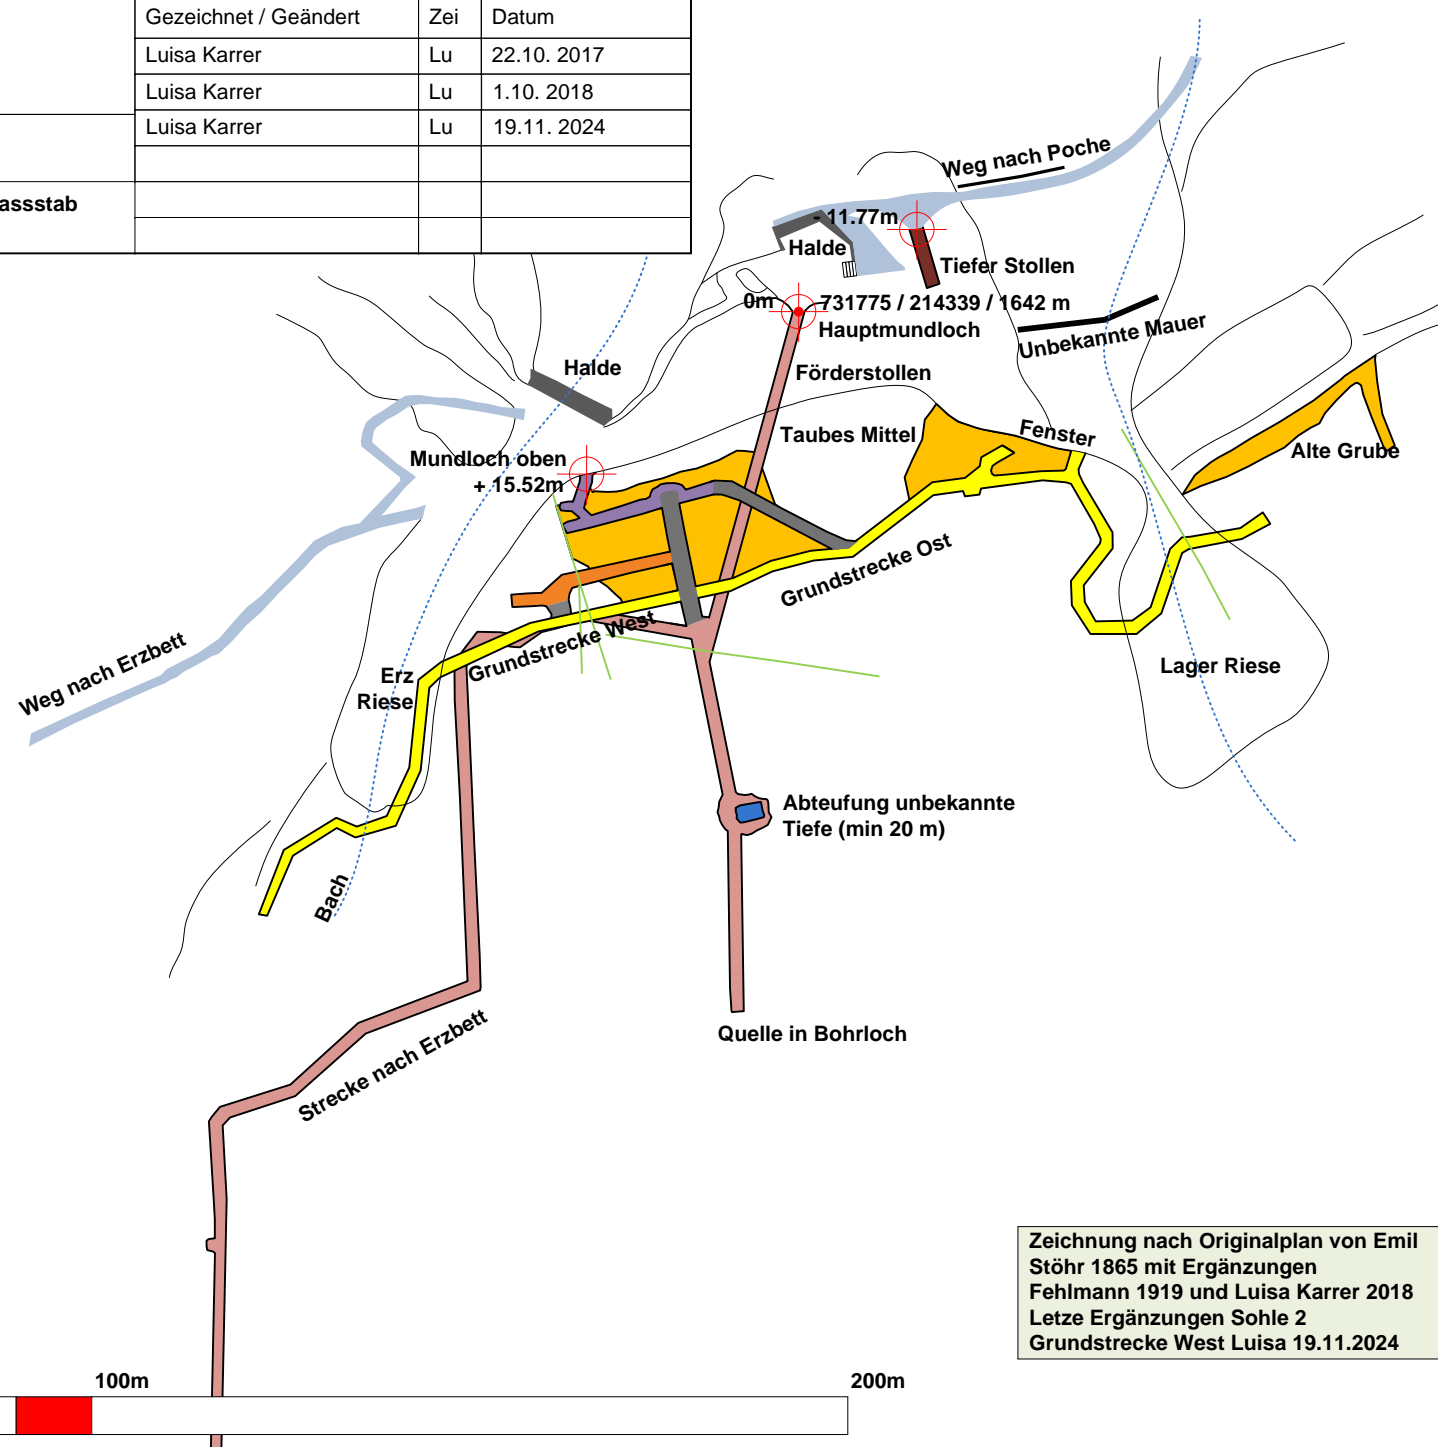 Gezeichnet / Geändert Zei Datum
Luisa Karrer Lu 22.10. 2017
Luisa Karrer Lu 1.10. 2018
Luisa Karrer Lu 19.11. 2024
assstab
Weg nach Poche
- 11.77m
Halde
Tiefer Stollen
0m
731775 / 214339 / 1642 m
Hauptmundloch
Unbekannte Mauer
Halde
Förderstollen
Taubes Mittel
Fenster
Alte Grube
Mundloch oben
+ 15.52m
Grundstrecke Ost
Grundstrecke West
Weg nach Erzbett
Erz
Riese
Lager Riese
Abteufung unbekannte
Tiefe (min 20 m)
Bach
Quelle in Bohrloch
Strecke nach Erzbett
Zeichnung nach Originalplan von Emil
Stöhr 1865 mit Ergänzungen
Fehlmann 1919 und Luisa Karrer 2018
Letze Ergänzungen Sohle 2
Grundstrecke West Luisa 19.11.2024
100m
200m